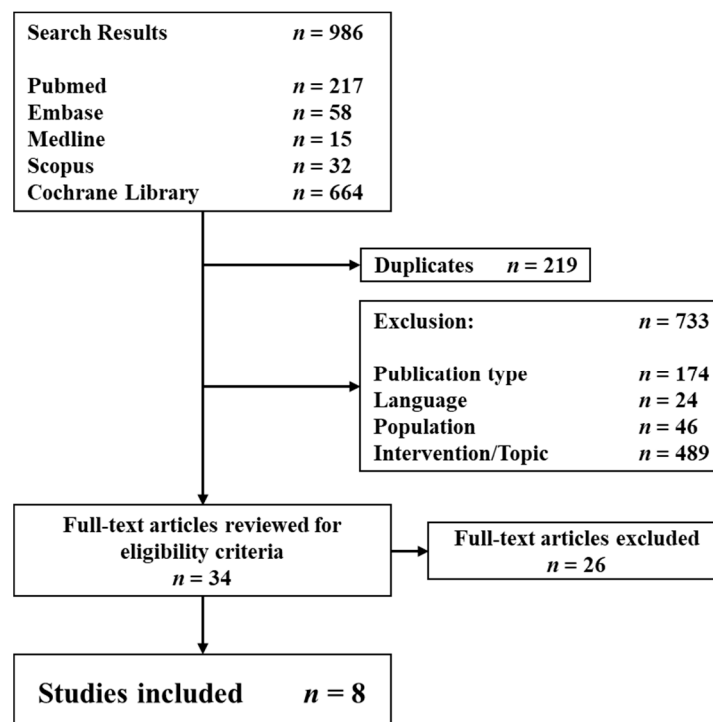 Search Results n = 986
Pubmed n = 217
Embase n = 58
Medline n = 15
Scopus n = 32
Cochrane Library n = 664
Duplicates n = 219
Exclusion: n = 733
Publication type n = 174
Language n = 24
Population n = 46
Intervention/Topic n = 489
Full-text articles reviewed for
eligibility criteria
n = 34
Full-text articles excluded
n = 26
Studies included n = 8